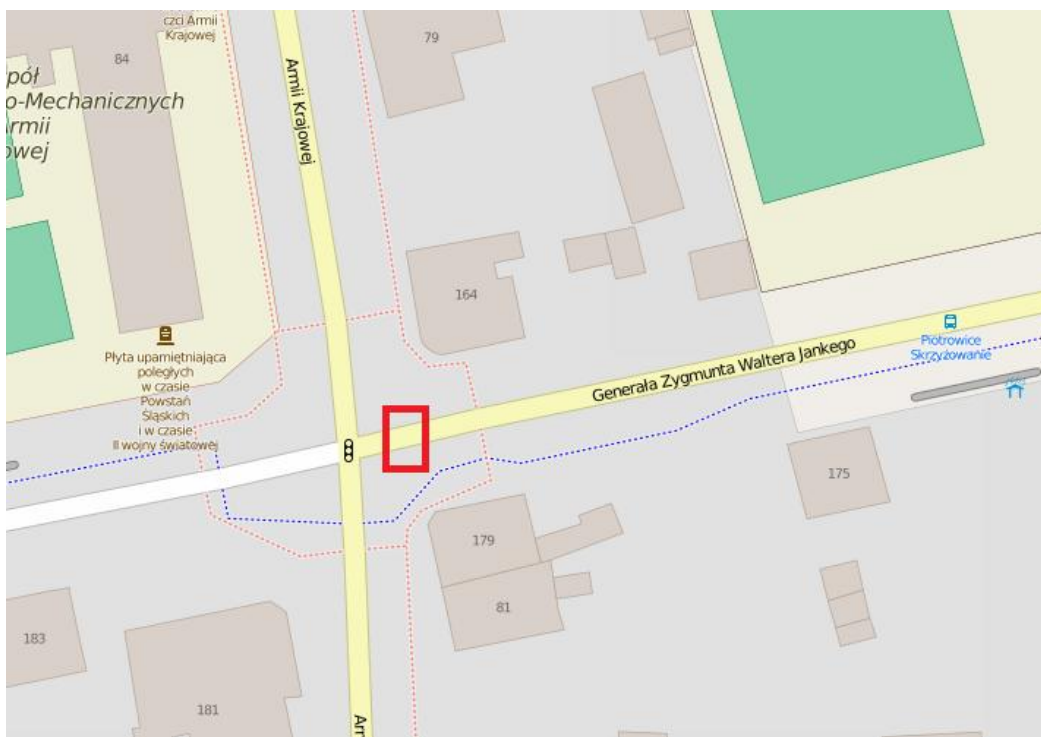 czci Armii
Krajowej
84
79
pół
o-Mechanicznych
rmii
owej
Armii Krajowej
164
Płyta upamiętniająca
poległych
w czasie
Powstań
Śląskich
i w czasie
II wojny światowej
Piotrowice
Skrzyżowanie
Generała Zygmunta Waltera Jankego
175
179
81
183
181
Arm